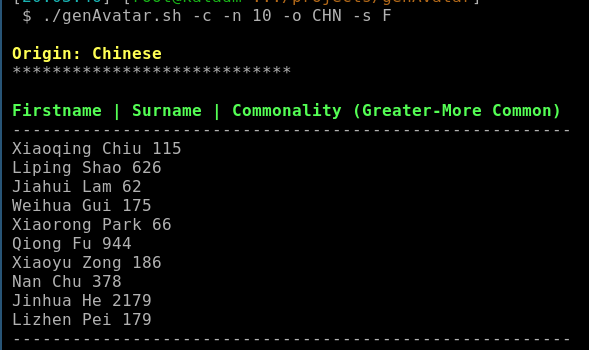 $ ./genAvatar.sh -c -n 10 -o CHN -s F
Origin: Chinese
****************************
Firstname | Surname | Commonality (Greater-More Common)
--------------------------------------------------------
Xiaoqing Chiu 115
Liping Shao 626
Jiahui Lam 62
Weihua Gui 175
Xiaorong Park 66
Qiong Fu 944
Xiaoyu Zong 186
Nan Chu 378
Jinhua He 2179
Lizhen Pei 179
--------------------------------------------------------